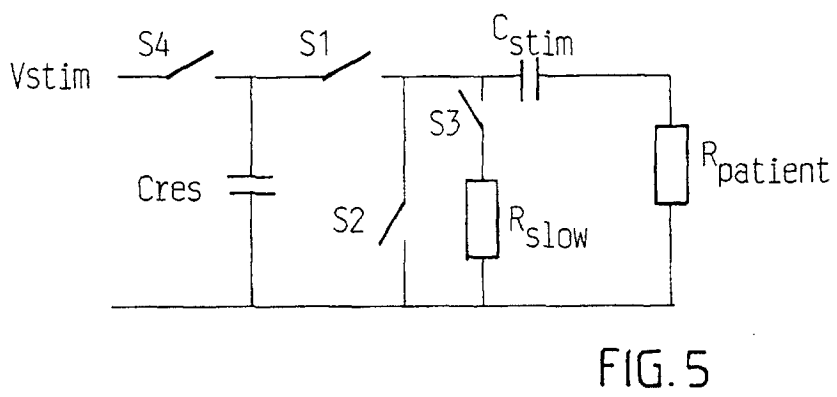 S4
S1
Cstim
Vstim
S3
Cres
S2
Rslow
Rpatient
FIG. 5